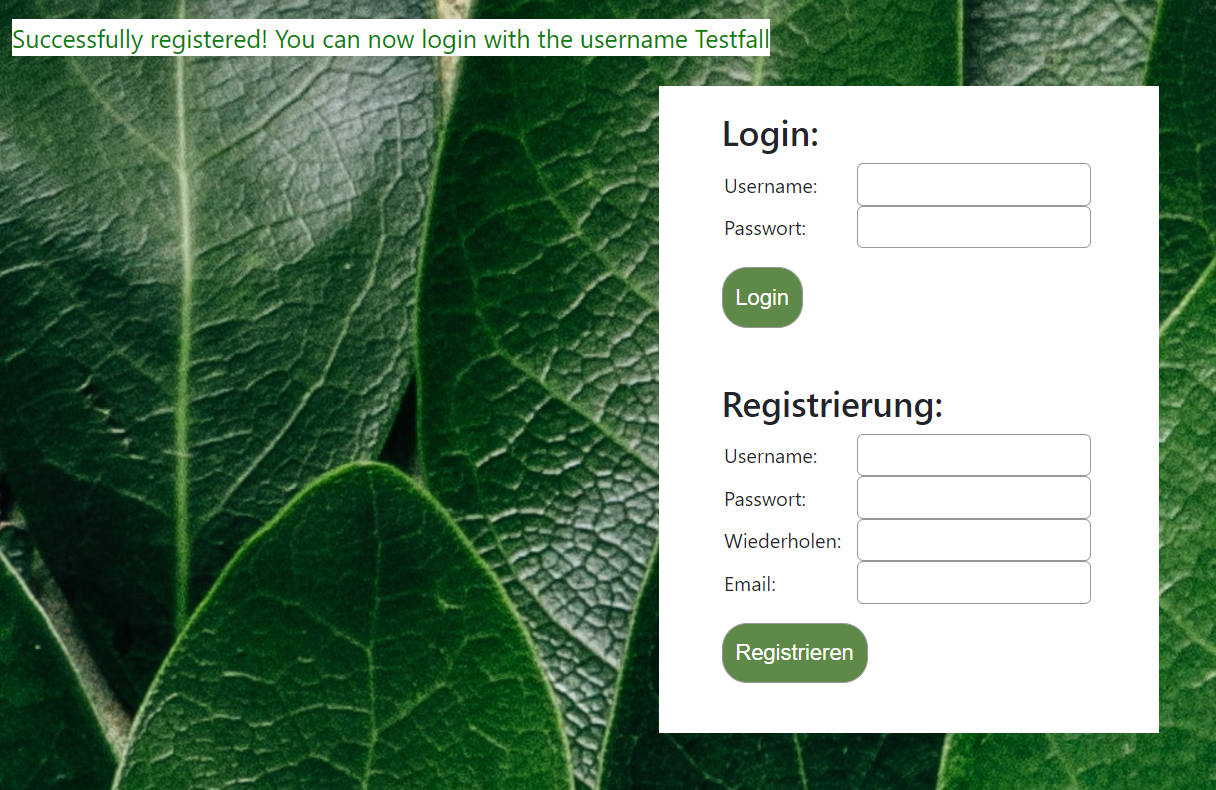 Successfully registered! You can now login with the username Testfall
Login:
Username:
Passwort:
Login
Registrierung:
Username:
Passwort:
Wiederholen:
Email:
Registrieren